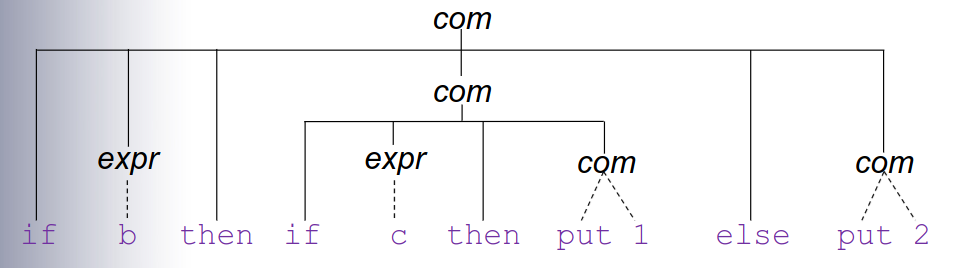 com
com
expr expr com com
if b then if c then put 1 else put 2